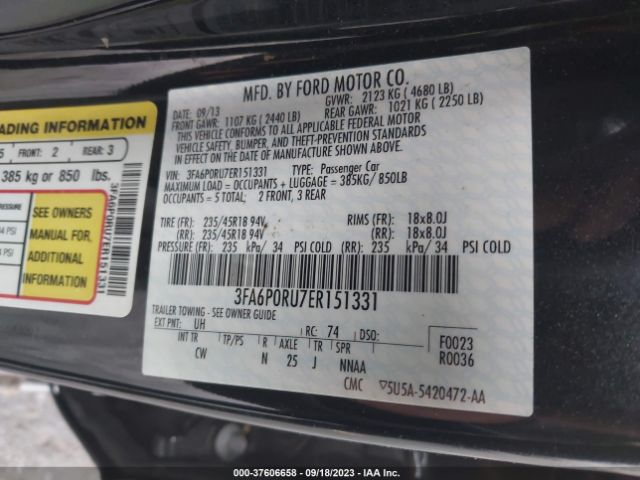 MFD. BY FORD MOTOR CO.
DATE: 09/13 GVWR: 2123 KG ( 4680 LB)
FRONT GAWR: 1107 KG ( 2440 LB) REAR GAWR: 1021 KG ( 2250 LB)
THIS VEHICLE CONFORMS TO ALL APPLICABLE FEDERAL MOTOR
VEHICLE SAFETY, BUMPER, AND THEFT-PREVENTION STANDARDS
IN EFFECT ON THE DATE OF MANUFACTURE SHOWN ABOVE.
VIN: 3FA6P0RU7ER151331 TYPE: Passenger Car
MAXIMUM LOAD = OCCUPANTS + LUGGAGE = 385KG/ 850LB
OCCUPANTS = 5 TOTAL; 2 FRONT, 3 REAR
TIRE (FR): 235/45R18 94V RIMS (FR): 18x8.0J
(RR): 235/45R18 94V (RR): 18x8.0J
PRESSURE (FR): 235 kPa/ 34 PSI COLD (RR): 235 kPa/ 34 PSI COLD
3FA6P0RU7ER151331
TRAILER TOWING - SEE OWNER GUIDE
EXT PNT: UH RC: 74 DSO: F0023
INT TR TP/PS R AXLE TR SPR R0036
CW N 25 J NNAA
CMC 5U5A-5420472-AA
ADING INFORMATION
5 FRONT: 2 REAR: 3
385 kg or 850 lbs.
PRESSURE
SEE OWNERS
MANUAL FOR
ADDITIONAL
INFORMATION
3FA6P0RU7ER151331
000-37606658 - 09/18/2023 - IAA Inc.